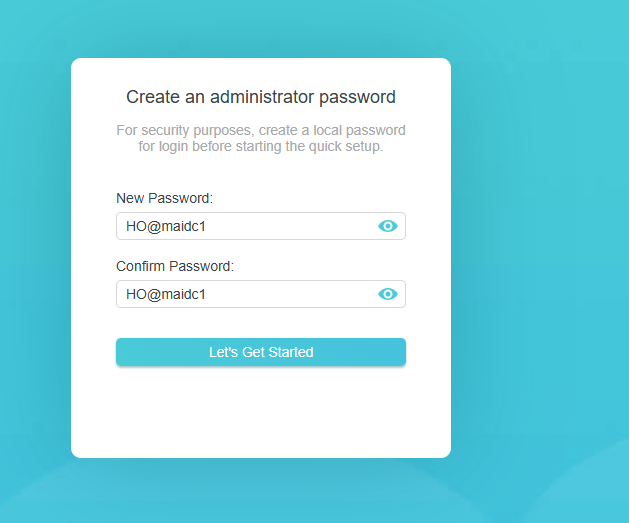 Create an administrator password
For security purposes, create a local password
for login before starting the quick setup.
New Password:
HO@maidc1
Confirm Password:
HO@maidc1
Let's Get Started